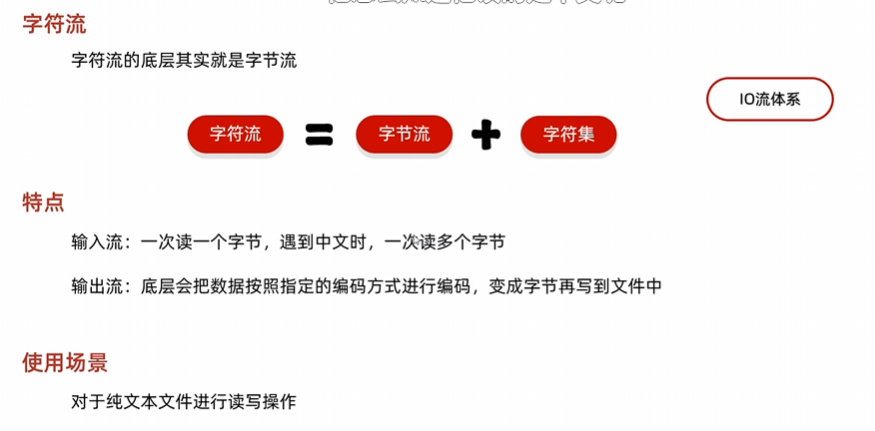 字符流
字符流的底层其实就是字节流
IO流体系
字符流 = 字节流 + 字符集
特点
输入流：一次读一个字节，遇到中文时，一次读多个字节
输出流：底层会把数据按照指定的编码方式进行编码，变成字节再写到文件中
使用场景
对于纯文本文件进行读写操作